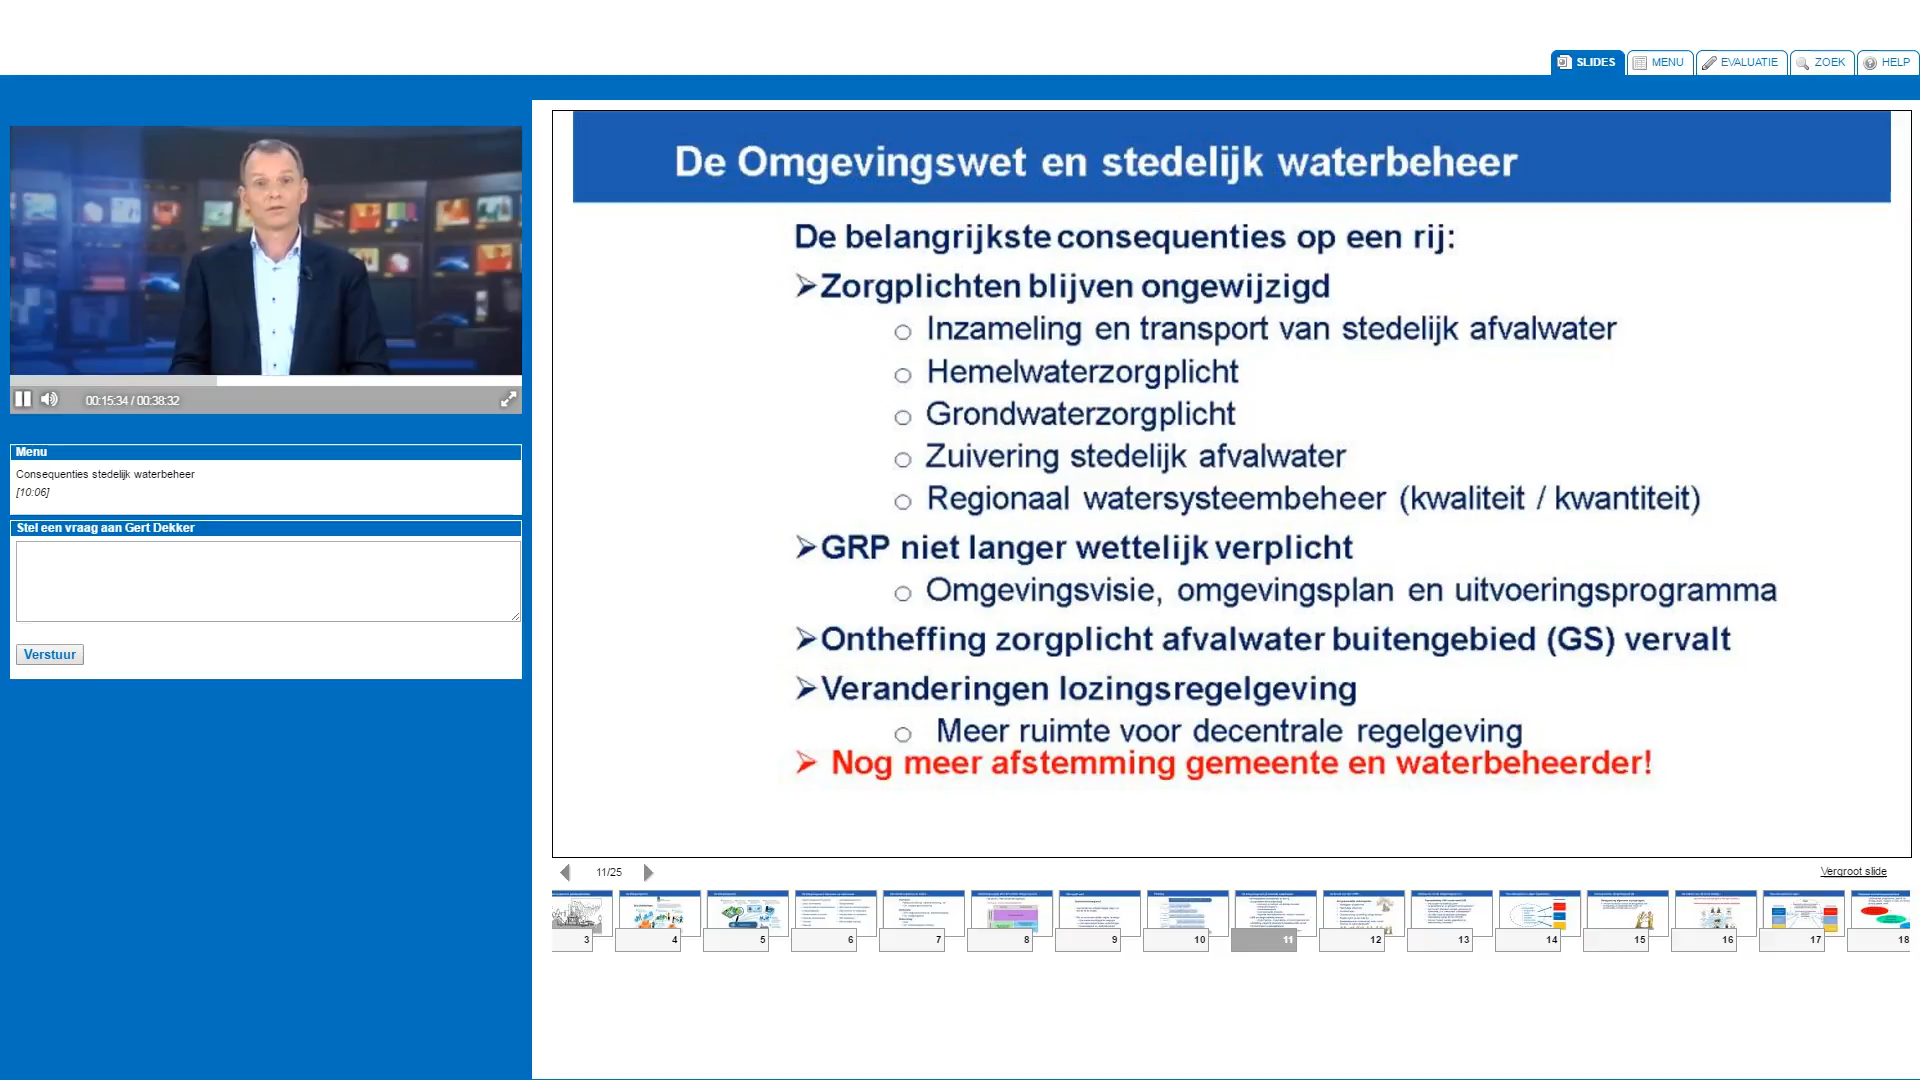 SLIDES
MENU
EVALUATIE
ZOEK
HELP
00:15:34 / 00:38:32
Menu
Consequenties stedelijk waterbeheer
[10:06]
Stel een vraag aan Gert Dekker
Verstuur
De Omgevingswet en stedelijk waterbeheer
De belangrijkste consequenties op een rij:
➢Zorgplichten blijven ongewijzigd
○ Inzameling en transport van stedelijk afvalwater
○ Hemelwaterzorgplicht
○ Grondwaterzorgplicht
○ Zuivering stedelijk afvalwater
○ Regionaal watersysteembeheer (kwaliteit / kwantiteit)
➢GRP niet langer wettelijk verplicht
○ Omgevingsvisie, omgevingsplan en uitvoeringsprogramma
➢Ontheffing zorgplicht afvalwater buitengebied (GS) vervalt
➢Veranderingen lozingsregelgeving
○ Meer ruimte voor decentrale regelgeving
➢ Nog meer afstemming gemeente en waterbeheerder!
11/25
Vergroot slide
3 4 5 6 7 8 9 10 11 12 13 14 15 16 17 18